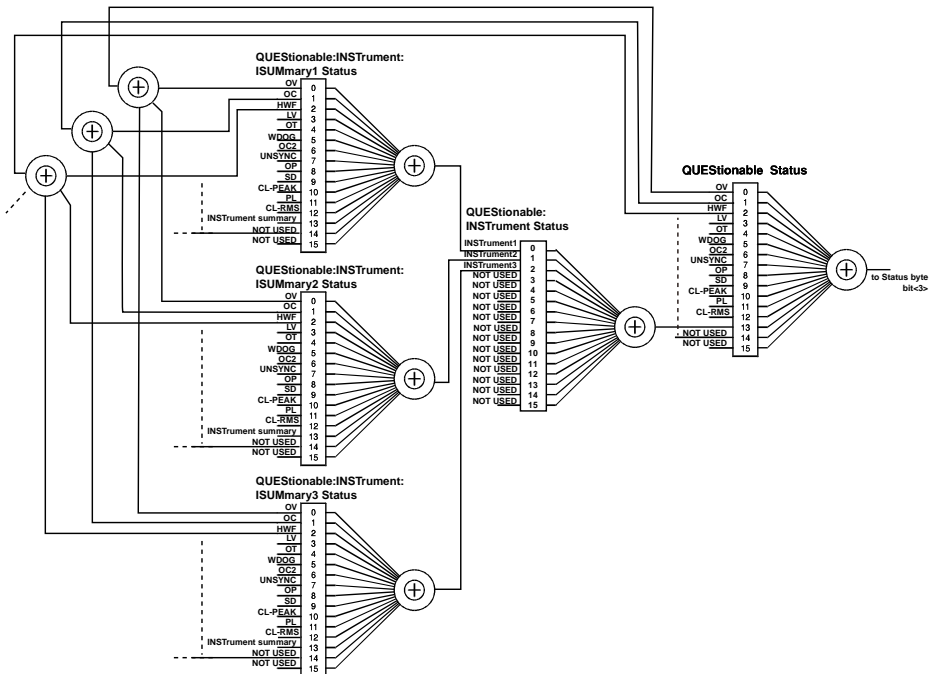 QUEStionable:INSTrument:
ISUMmary1 Status
OV 0
OC 1
HWF 2
LV 3
OT 4
WDOG 5
OC2 6
UNSYNC 7
OP 8
SD 9
CL-PEAK 10
PL 11
CL-RMS 12
INSTrument summary 13
NOT USED 14
NOT USED 15
QUEStionable:INSTrument:
ISUMmary2 Status
OV 0
OC 1
HWF 2
LV 3
OT 4
WDOG 5
OC2 6
UNSYNC 7
OP 8
SD 9
CL-PEAK 10
PL 11
CL-RMS 12
INSTrument summary 13
NOT USED 14
NOT USED 15
QUEStionable:INSTrument:
ISUMmary3 Status
OV 0
OC 1
HWF 2
LV 3
OT 4
WDOG 5
OC2 6
UNSYNC 7
OP 8
SD 9
CL-PEAK 10
PL 11
CL-RMS 12
INSTrument summary 13
NOT USED 14
NOT USED 15
QUEStionable:
INSTrument Status
INSTrument1 0
INSTrument2 1
INSTrument3 2
NOT USED 3
NOT USED 4
NOT USED 5
NOT USED 6
NOT USED 7
NOT USED 8
NOT USED 9
NOT USED 10
NOT USED 11
NOT USED 12
NOT USED 13
NOT USED 14
NOT USED 15
QUEStionable Status
OV 0
OC 1
HWF 2
LV 3
OT 4
WDOG 5
OC2 6
UNSYNC 7
OP 8
SD 9
CL-PEAK 10
PL 11
CL-RMS 12
13
NOT USED 14
NOT USED 15
to Status byte
bit<3>